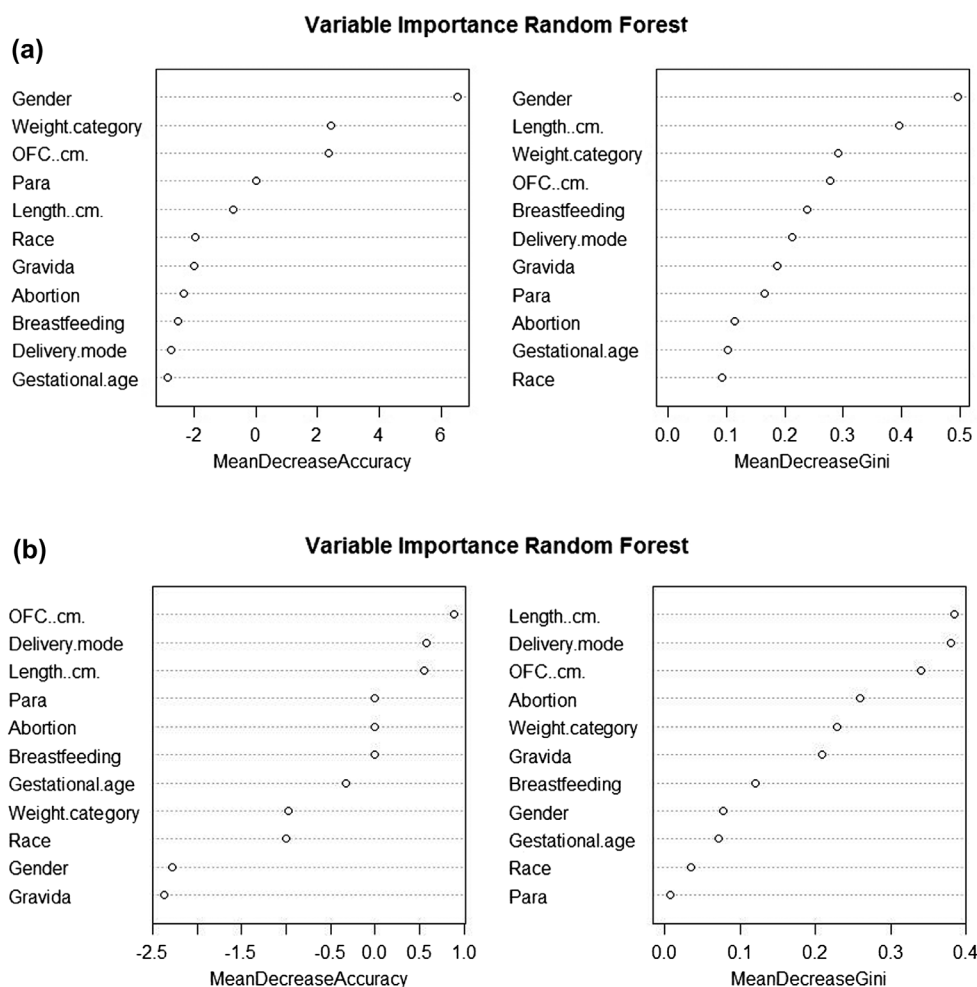 Variable Importance Random Forest
(a)
Gender
Weight.category
OFC..cm.
Para
Length..cm.
Race
Gravida
Abortion
Breastfeeding
Delivery.mode
Gestational.age
-2 0 2 4 6
MeanDecreaseAccuracy
Gender
Length..cm.
Weight.category
OFC..cm.
Breastfeeding
Delivery.mode
Gravida
Para
Abortion
Gestational.age
Race
0.0 0.1 0.2 0.3 0.4 0.5
MeanDecreaseGini
(b)
Variable Importance Random Forest
OFC..cm.
Delivery.mode
Length..cm.
Para
Abortion
Breastfeeding
Gestational.age
Weight.category
Race
Gender
Gravida
-2.5 -1.5 -0.5 0.0 0.5 1.0
MeanDecreaseAccuracy
Length..cm.
Delivery.mode
OFC..cm.
Abortion
Weight.category
Gravida
Breastfeeding
Gender
Gestational.age
Race
Para
0.0 0.1 0.2 0.3 0.4
MeanDecreaseGini